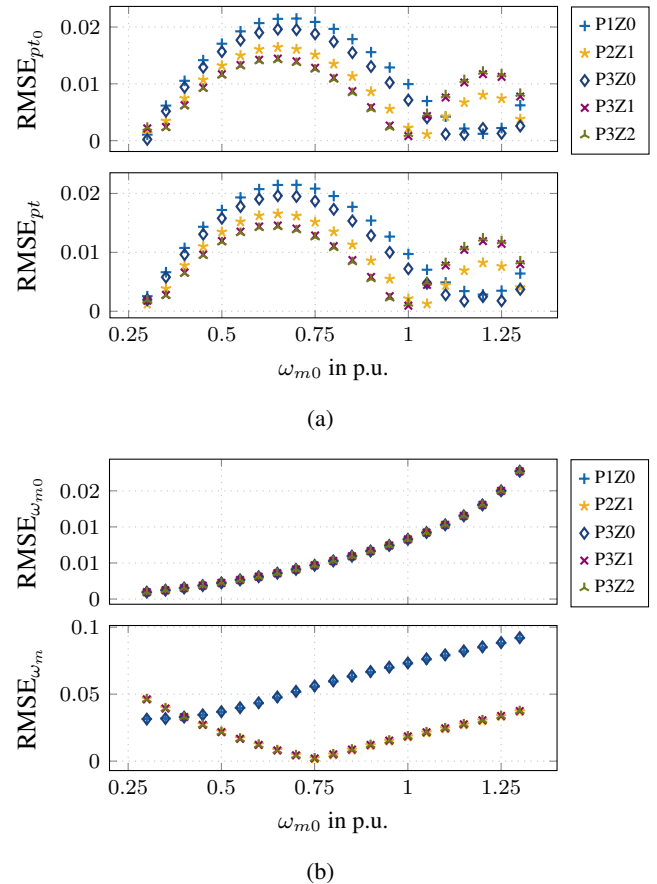 RMSE_{pt_0}
0.02
0.01
0
P1Z0
P2Z1
P3Z0
P3Z1
P3Z2
RMSE_{pt}
0.02
0.01
0
0.25 0.5 0.75 1 1.25
ω_{m0} in p.u.
(a)
RMSE_{ω_{m0}}
0.02
0.01
0.01
0
P1Z0
P2Z1
P3Z0
P3Z1
P3Z2
RMSE_{ω_m}
0.1
0.05
0
0.25 0.5 0.75 1 1.25
ω_{m0} in p.u.
(b)